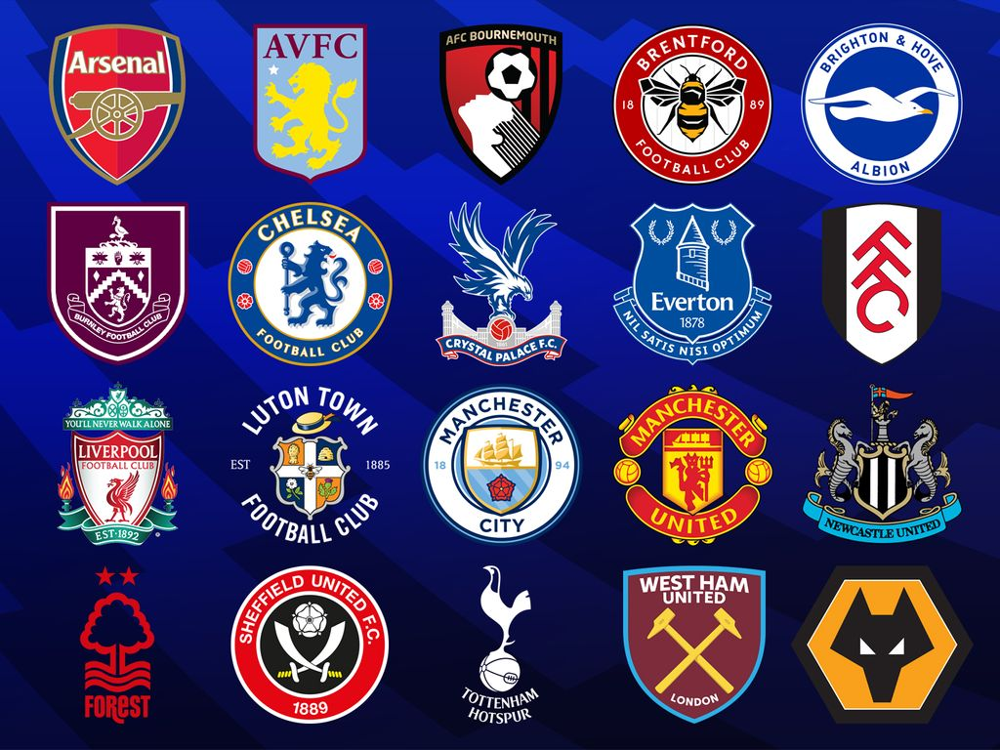 Arsenal
AVFC
AFC BOURNEMOUTH
BRENTFORD
18 89
FOOTBALL CLUB
BRIGHTON & HOVE
ALBION
BURNLEY FOOTBALL CLUB
CHELSEA
FOOTBALL CLUB
1861
CRYSTAL PALACE F.C.
Everton
1878
NIL SATIS NISI OPTIMUM
FFC
YOU'LL NEVER WALK ALONE
LIVERPOOL
FOOTBALL CLUB
EST·1892
LUTON TOWN
EST 1885
FOOTBALL CLUB
MANCHESTER
18 94
CITY
MANCHESTER
UNITED
NEWCASTLE UNITED
FOREST
SHEFFIELD UNITED F.C.
1889
TOTTENHAM
HOTSPUR
WEST HAM
UNITED
LONDON